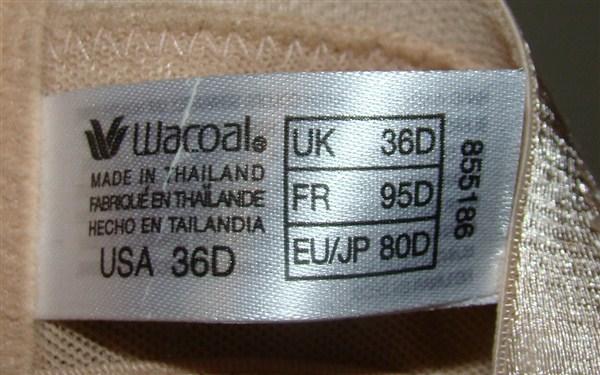 Wacoal®
MADE IN THAILAND
FABRIQUÉ EN THAÏLANDE
HECHO EN TAILANDIA
USA 36D
UK 36D
FR 95D
EU/JP 80D
855186